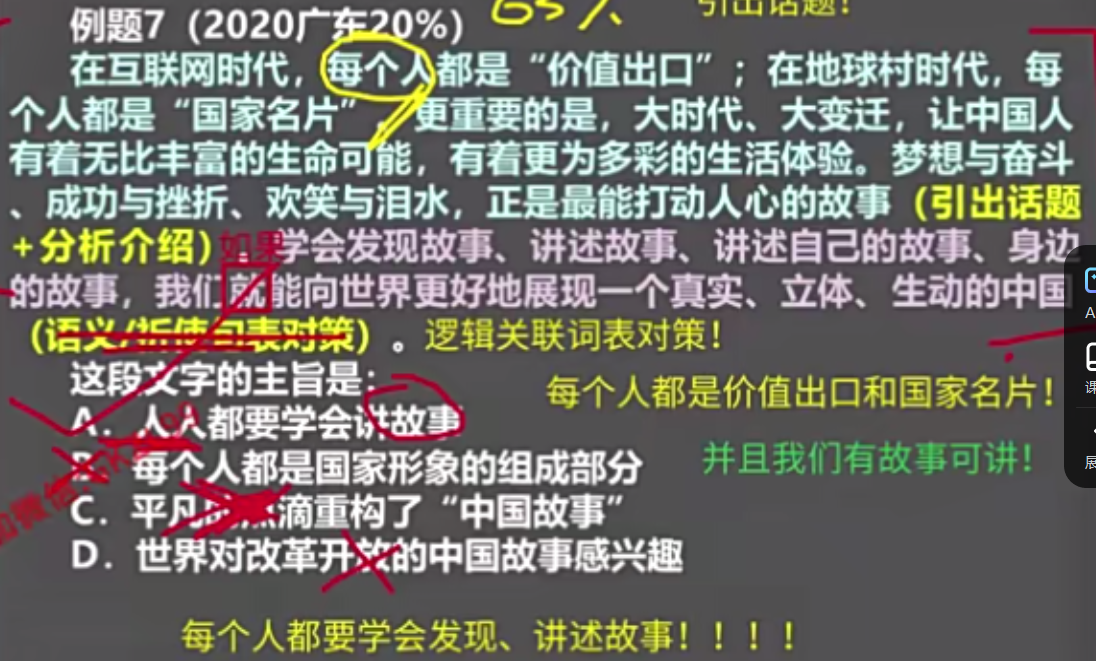 65%
引出话题！
例题7（2020广东20%）
在互联网时代，每个人都是“价值出口”；在地球村时代，每
个人都是“国家名片”，更重要的是，大时代、大变迁，让中国人
有着无比丰富的生命可能，有着更为多彩的生活体验。梦想与奋斗
、成功与挫折、欢笑与泪水，正是最能打动人心的故事（引出话题
+分析介绍）如果学会发现故事、讲述故事、讲述自己的故事、身边
的故事，我们就能向世界更好地展现一个真实、立体、生动的中国
（语义/祈使句表对策）。逻辑关联词表对策！
这段文字的主旨是：
每个人都是价值出口和国家名片！
A．人人都要学会讲故事
B．每个人都是国家形象的组成部分
并且我们有故事可讲！
C．平凡的点滴重构了“中国故事”
D．世界对改革开放的中国故事感兴趣
每个人都要学会发现、讲述故事！！！！
A
课
展